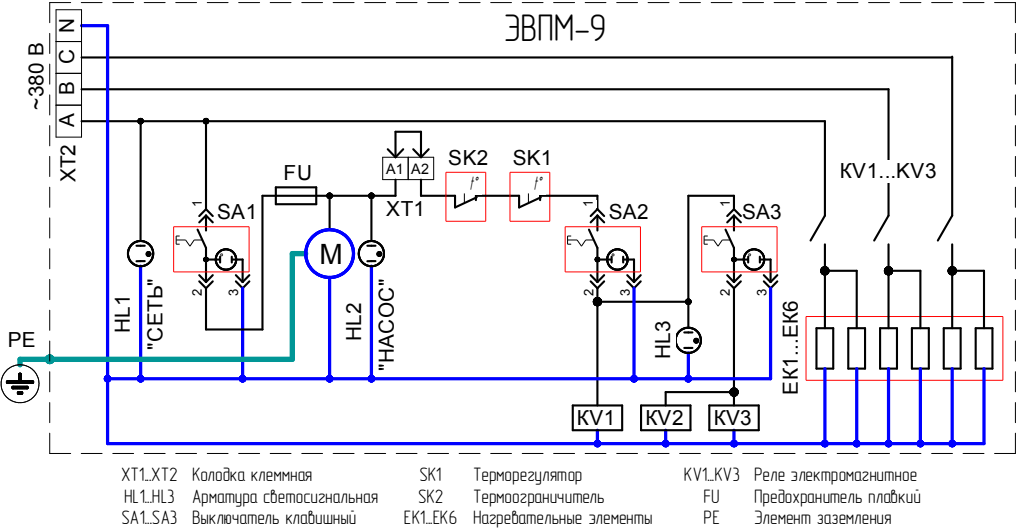 ЭВПМ-9
N
C
B
A
~380 В
XT2
FU
A1 A2
XT1
SK2
SK1
t°
t°
KV1...KV3
1
SA1
2
3
1
SA2
2
3
1
SA3
2
3
HL1
"СЕТЬ"
M
HL2
"НАСОС"
HL3
EK1...EK6
PE
KV1
KV2
KV3
XT1...XT2 Колодка клеммная
SK1 Терморегулятор
KV1...KV3 Реле электромагнитное
HL1...HL3 Арматура светосигнальная
SK2 Термоограничитель
FU Предохранитель плавкий
SA1...SA3 Выключатель клавишный
EK1...EK6 Нагревательные элементы
PE Элемент заземления